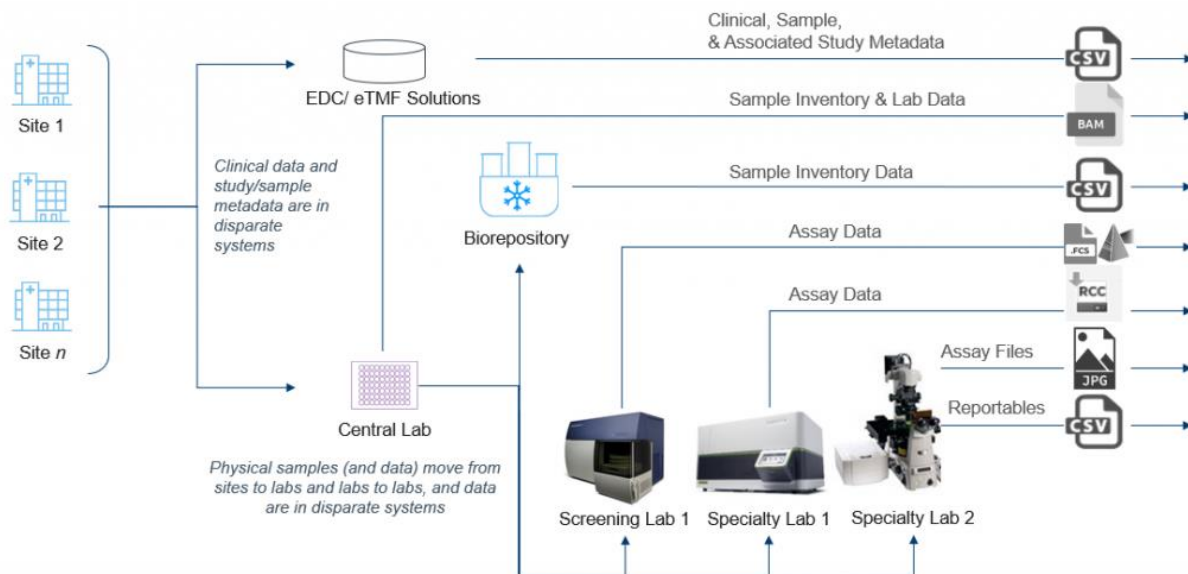 Clinical, Sample,
& Associated Study Metadata
CSV
EDC/ eTMF Solutions
Site 1
Sample Inventory & Lab Data
BAM
Clinical data and
study/sample
metadata are in
disparate
systems
Sample Inventory Data
CSV
Site 2
Biorepository
Assay Data
.FCS
Assay Data
RCC
Site n
Assay Files
JPG
Reportables
CSV
Central Lab
Physical samples (and data) move from
sites to labs and labs to labs, and data
are in disparate systems
Screening Lab 1
Specialty Lab 1
Specialty Lab 2